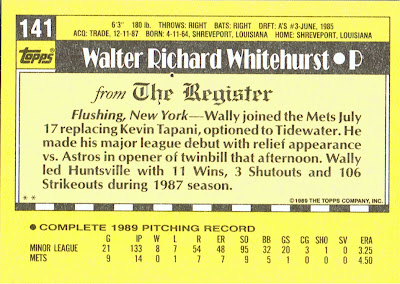 141
6'3" 180 lb. THROWS: RIGHT BATS: RIGHT DRFT: A'S #3-JUNE, 1985
ACQ: TRADE, 12-11-87 BORN: 4-11-64, SHREVEPORT, LOUISIANA HOME: SHREVEPORT, LOUISIANA
Topps Walter Richard Whitehurst • P
from The Register
Flushing, New York—Wally joined the Mets July
17 replacing Kevin Tapani, optioned to Tidewater. He
made his major league debut with relief appearance
vs. Astros in opener of twinbill that afternoon. Wally
led Huntsville with 11 Wins, 3 Shutouts and 106
Strikeouts during 1987 season.
** ©1989 THE TOPPS COMPANY, INC.
● COMPLETE 1989 PITCHING RECORD
G IP W L R ER SO BB GS CG SHO SV ERA
MINOR LEAGUE 21 133 8 7 54 48 95 32 20 3 1 0 3.25
METS 9 14 0 1 7 7 9 5 1 0 0 0 4.50